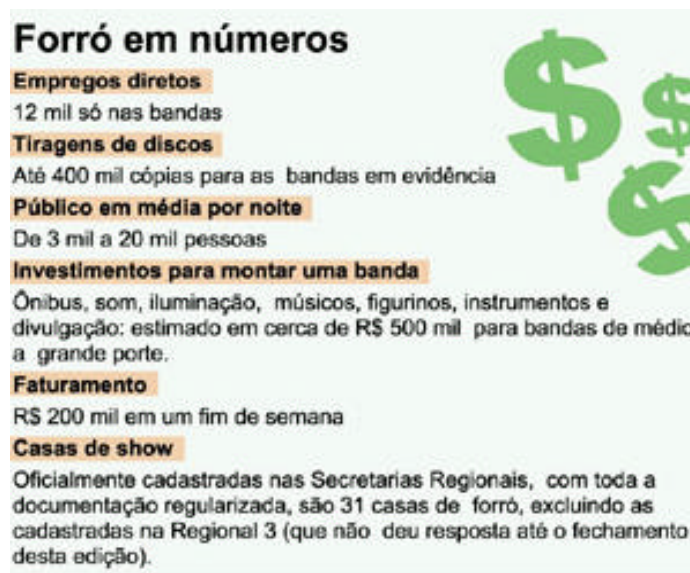 Forró em números
Empregos diretos
12 mil só nas bandas
Tiragens de discos
Até 400 mil cópias para as bandas em evidência
Público em média por noite
De 3 mil a 20 mil pessoas
Investimentos para montar uma banda
Ônibus, som, iluminação, músicos, figurinos, instrumentos e
divulgação: estimado em cerca de R$ 500 mil para bandas de médio
a grande porte.
Faturamento
R$ 200 mil em um fim de semana
Casas de show
Oficialmente cadastradas nas Secretarias Regionais, com toda a
documentação regularizada, são 31 casas de forró, excluindo as
cadastradas na Regional 3 (que não deu resposta até o fechamento
desta edição).
$
$
$